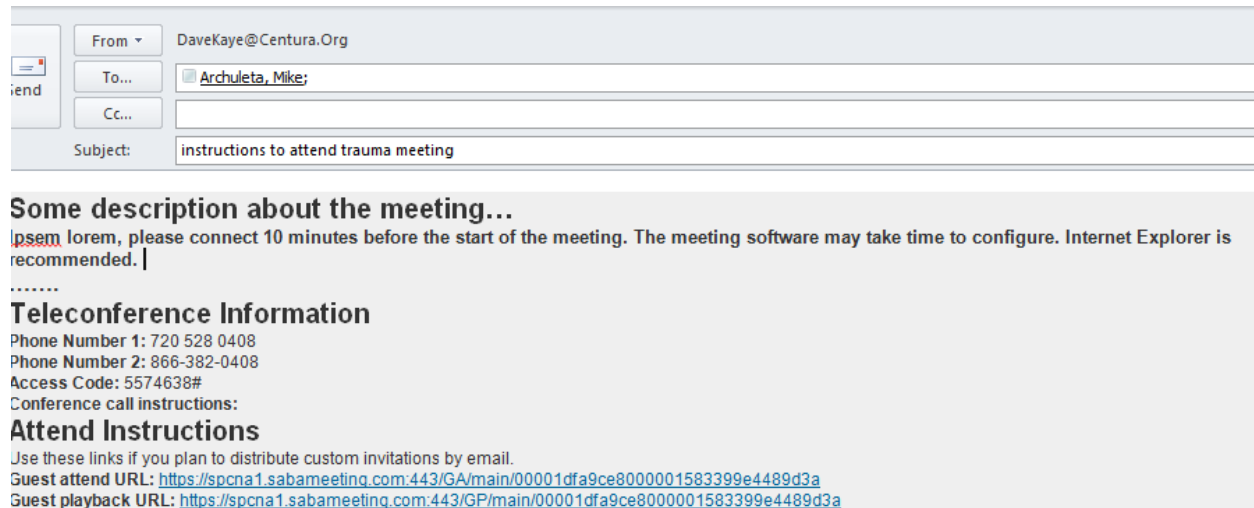 From DaveKaye@Centura.Org
To... Archuleta, Mike;
Send
Cc...
Subject: instructions to attend trauma meeting
Some description about the meeting…
Ipsem lorem, please connect 10 minutes before the start of the meeting. The meeting software may take time to configure. Internet Explorer is
recommended.
.......
Teleconference Information
Phone Number 1: 720 528 0408
Phone Number 2: 866-382-0408
Access Code: 5574638#
Conference call instructions:
Attend Instructions
Use these links if you plan to distribute custom invitations by email.
Guest attend URL: https://spcna1.sabameeting.com:443/GA/main/00001dfa9ce8000001583399e4489d3a
Guest playback URL: https://spcna1.sabameeting.com:443/GP/main/00001dfa9ce8000001583399e4489d3a